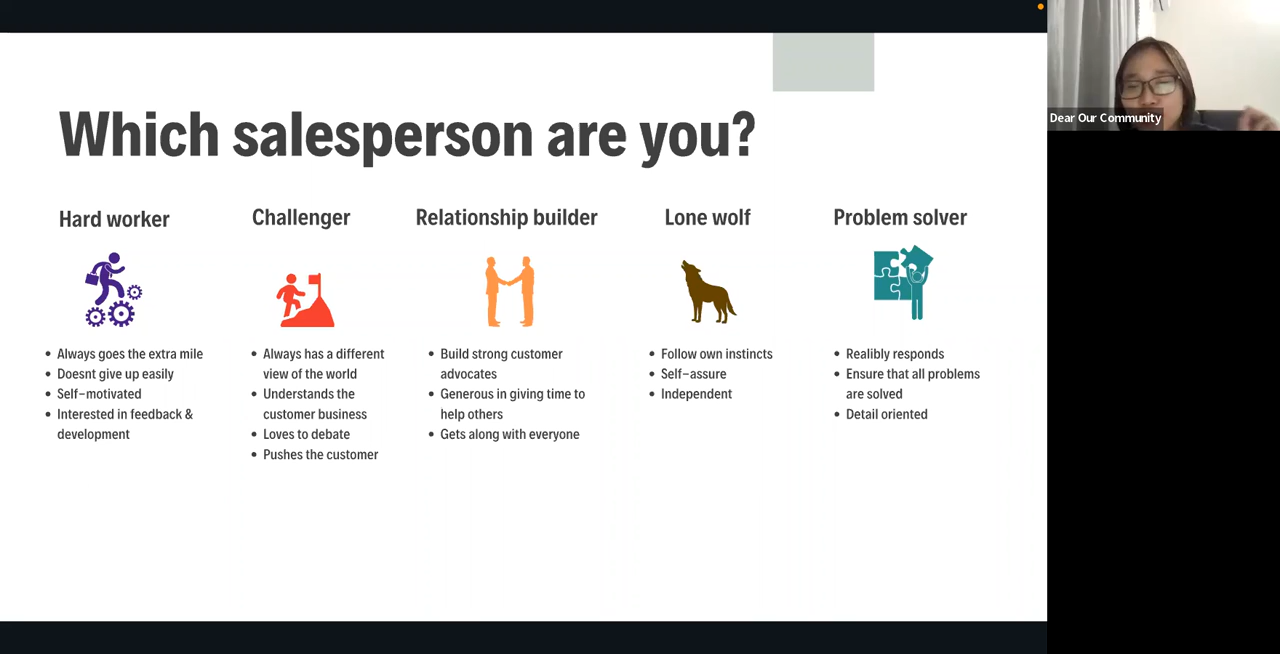 Which salesperson are you?
Hard worker
Always goes the extra mile
Doesnt give up easily
Self-motivated
Interested in feedback &
development
Challenger
Always has a different
view of the world
Understands the
customer business
Loves to debate
Pushes the customer
Relationship builder
Build strong customer
advocates
Generous in giving time to
help others
Gets along with everyone
Lone wolf
Follow own instincts
Self-assure
Independent
Problem solver
Realibly responds
Ensure that all problems
are solved
Detail oriented
Dear Our Community